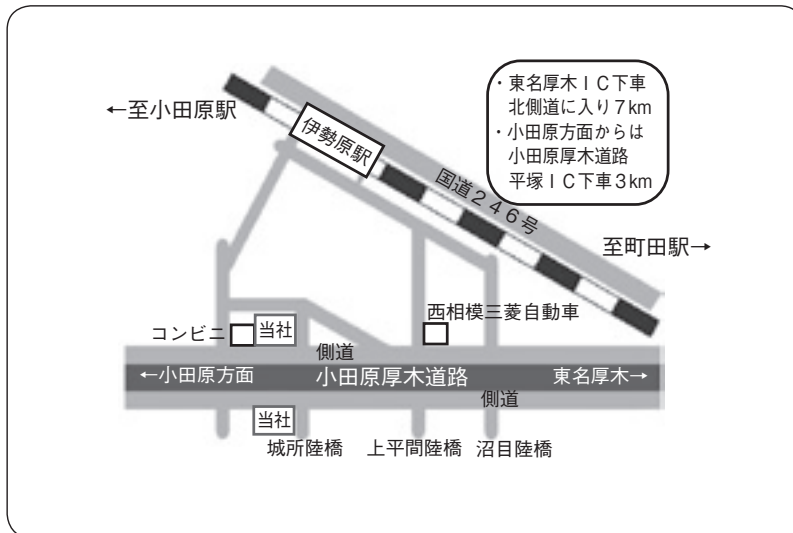 ・東名厚木ＩＣ下車
北側道に入り７km
・小田原方面からは
小田原厚木道路
平塚ＩＣ下車３km
←至小田原駅
伊勢原駅
国道２４６号
至町田駅→
西相模三菱自動車
コンビニ
当社
側道
←小田原方面
小田原厚木道路
東名厚木→
側道
当社
城所陸橋
上平間陸橋
沼目陸橋